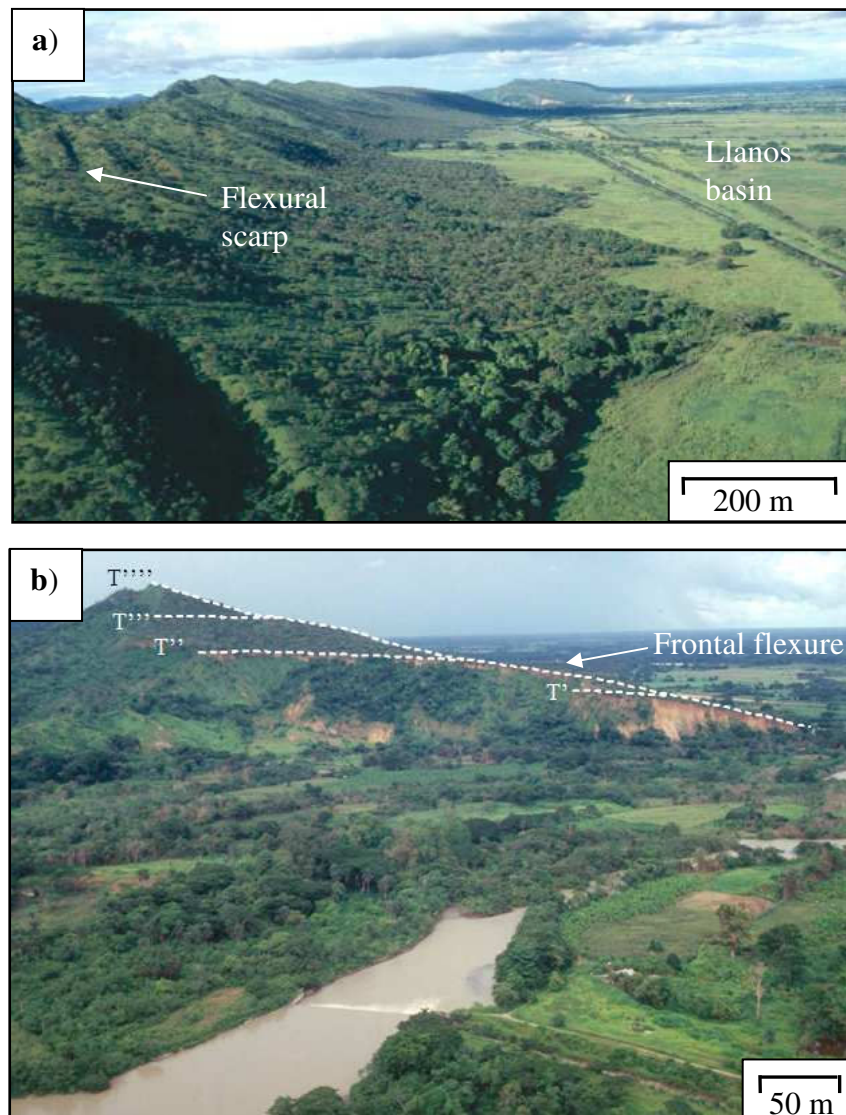 a)
Llanos
basin
Flexural
scarp
200 m
b)
T’’’’
T’’’
T’’
Frontal flexure
T’
50 m